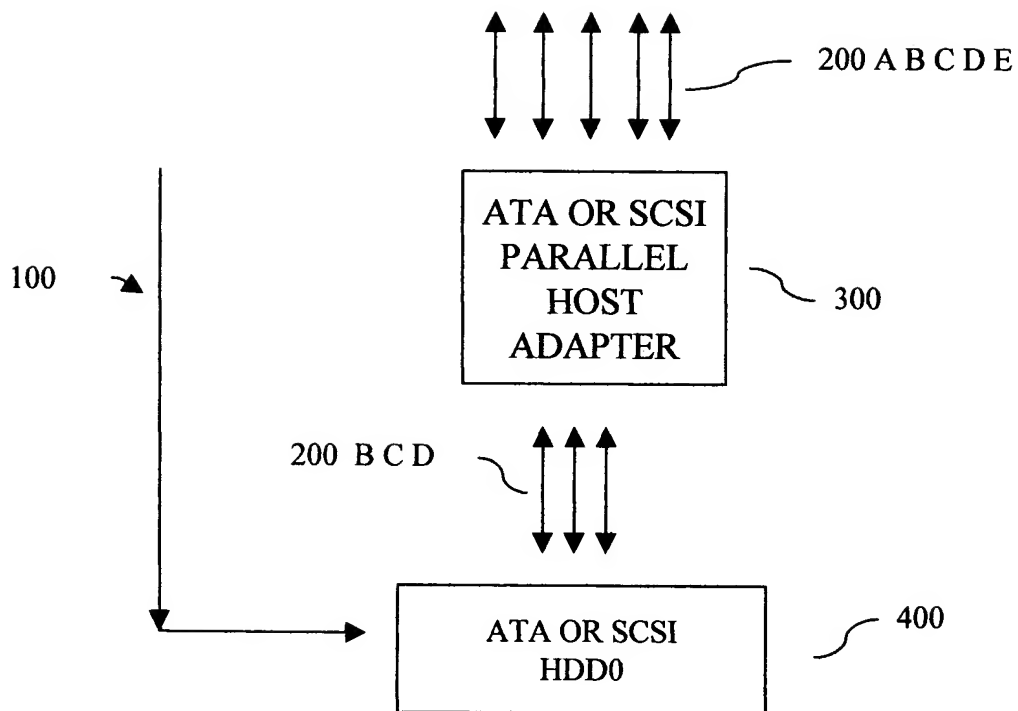 200 A B C D E
ATA OR SCSI
PARALLEL
HOST
ADAPTER
100
300
200 B C D
ATA OR SCSI
HDD0
400